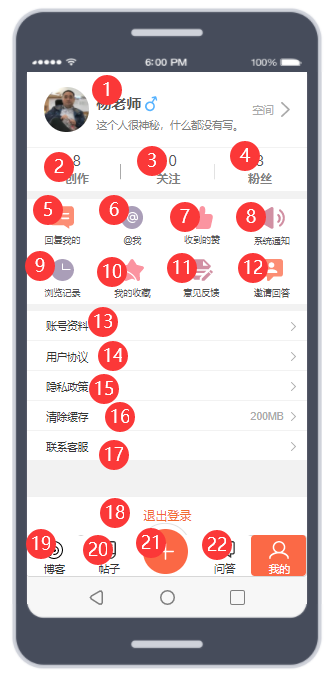 6:00 PM 100%
1
杨老师 空间
这个人很神秘，什么都没有写。
2 8 3 0 4 3
创作 关注 粉丝
5 6 @ 7 8
回复我的 @我 收到的赞 系统通知
9 10 11 12
浏览记录 我的收藏 意见反馈 邀请回答
账号资料 13
用户协议 14
隐私政策 15
清除缓存 16 200MB
联系客服 17
18 退出登录
19 20 21 22
博客 帖子 问答 我的